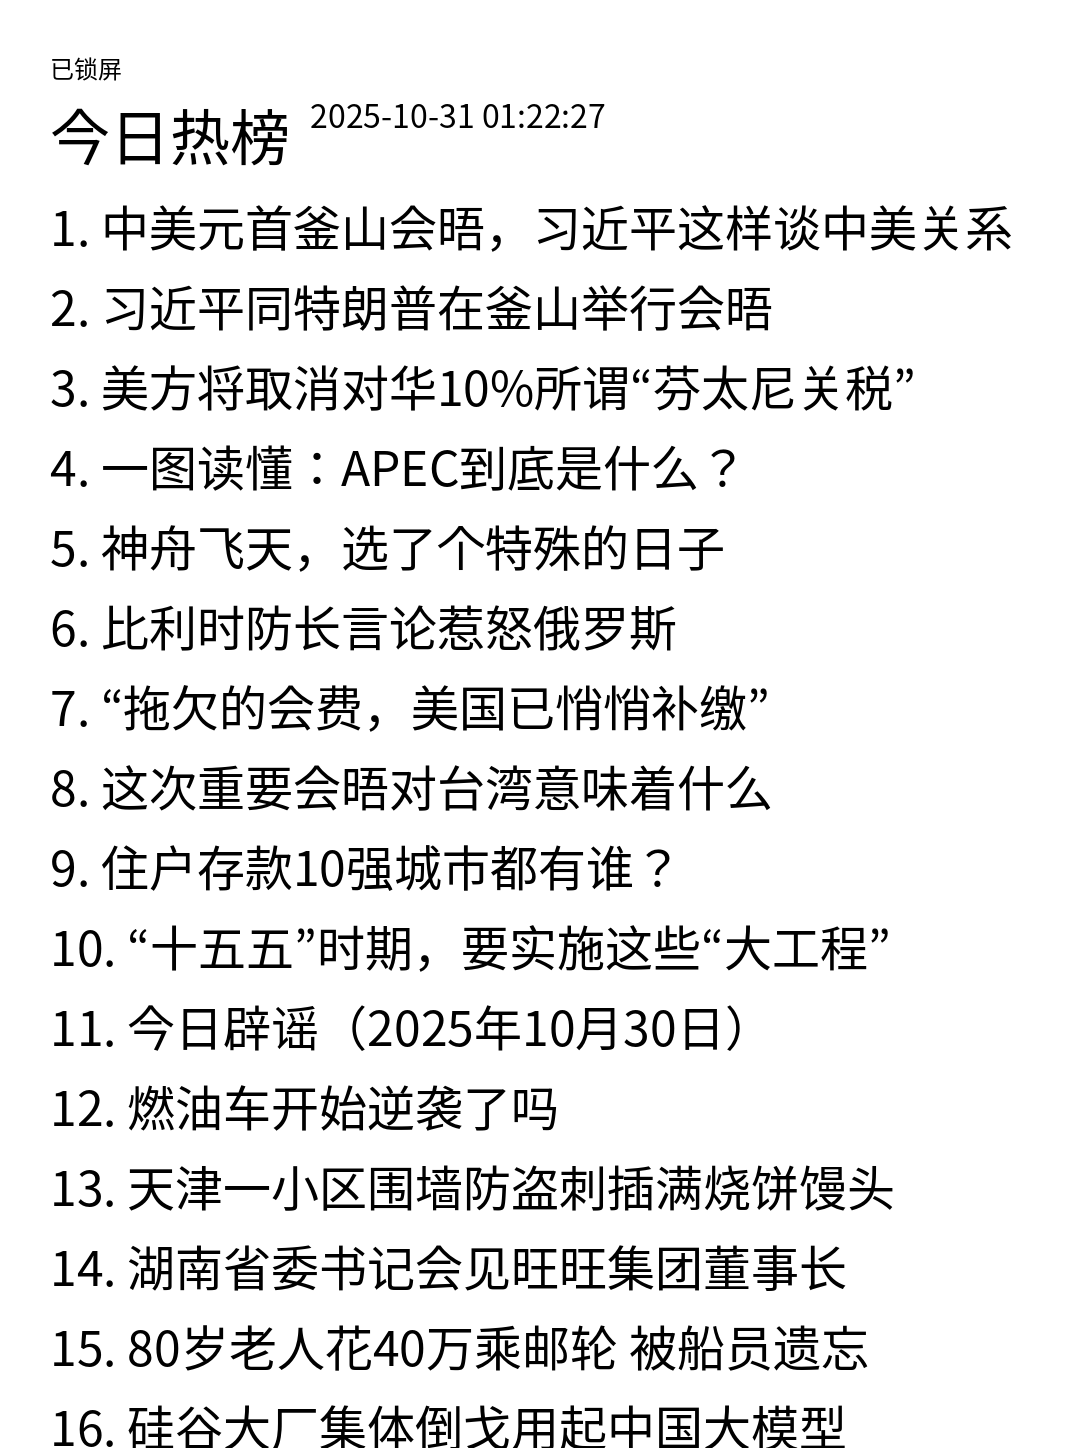 已锁屏
今日热榜 2025-10-31 01:22:27
1. 中美元首釜山会晤，习近平这样谈中美关系
2. 习近平同特朗普在釜山举行会晤
3. 美方将取消对华10%所谓“芬太尼关税”
4. 一图读懂：APEC到底是什么？
5. 神舟飞天，选了个特殊的日子
6. 比利时防长言论惹怒俄罗斯
7. “拖欠的会费，美国已悄悄补缴”
8. 这次重要会晤对台湾意味着什么
9. 住户存款10强城市都有谁？
10. “十五五”时期，要实施这些“大工程”
11. 今日辟谣（2025年10月30日）
12. 燃油车开始逆袭了吗
13. 天津一小区围墙防盗刺插满烧饼馒头
14. 湖南省委书记会见旺旺集团董事长
15. 80岁老人花40万乘邮轮 被船员遗忘
16. 硅谷大厂集体倒戈用起中国大模型